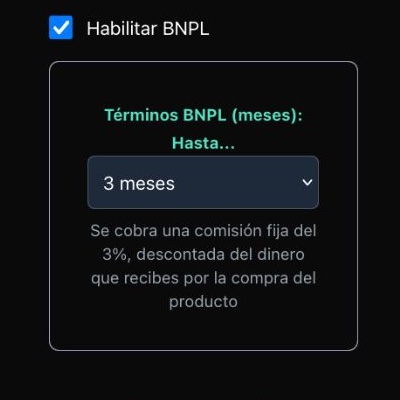 Habilitar BNPL
Términos BNPL (meses):
Hasta...
3 meses
Se cobra una comisión fija del
3%, descontada del dinero
que recibes por la compra del
producto